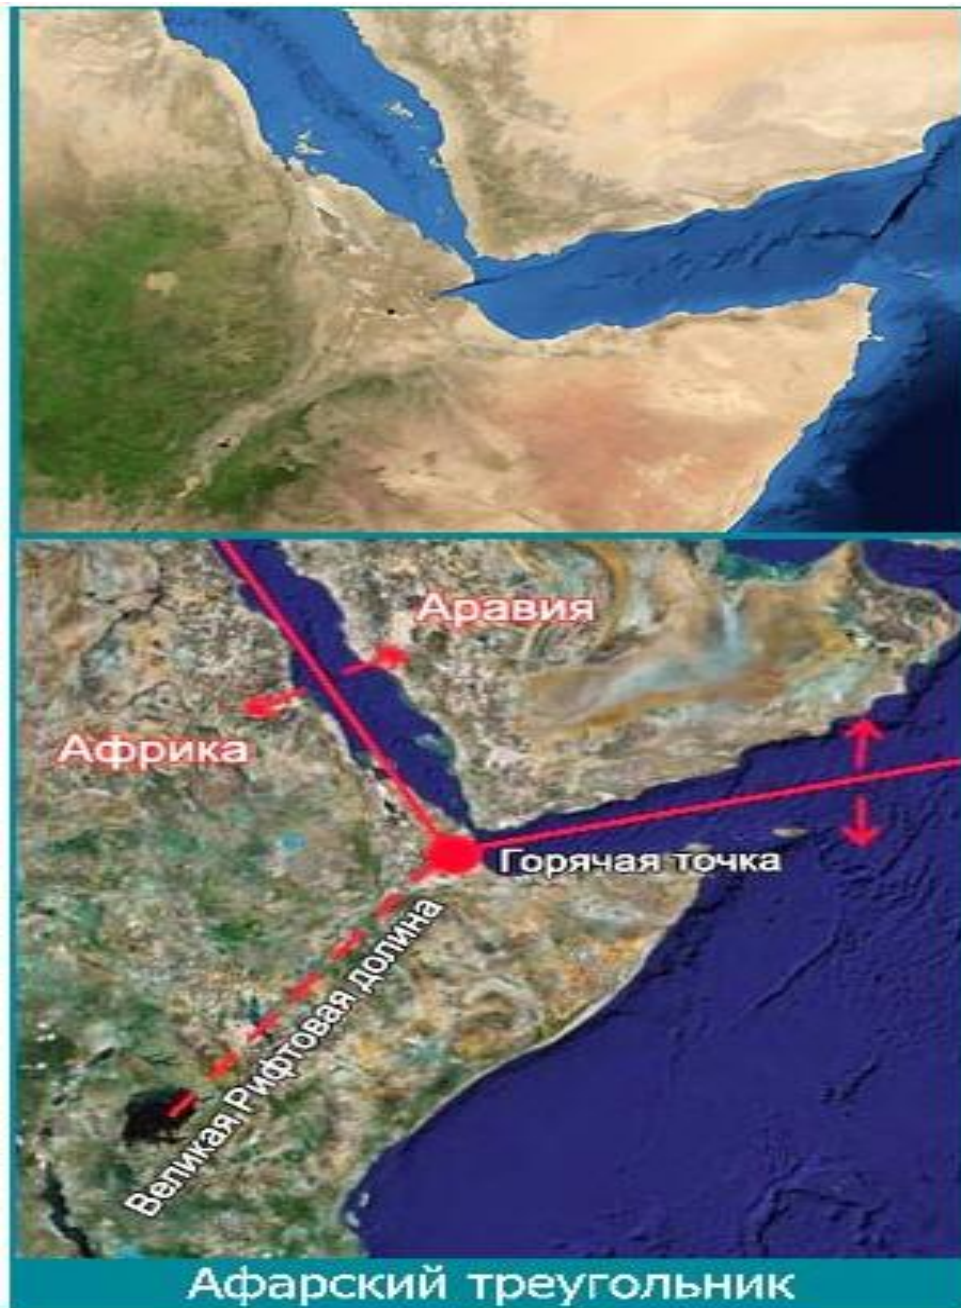 Аравия
Африка
Горячая точка
Великая Рифтовая долина
Афарский треугольник